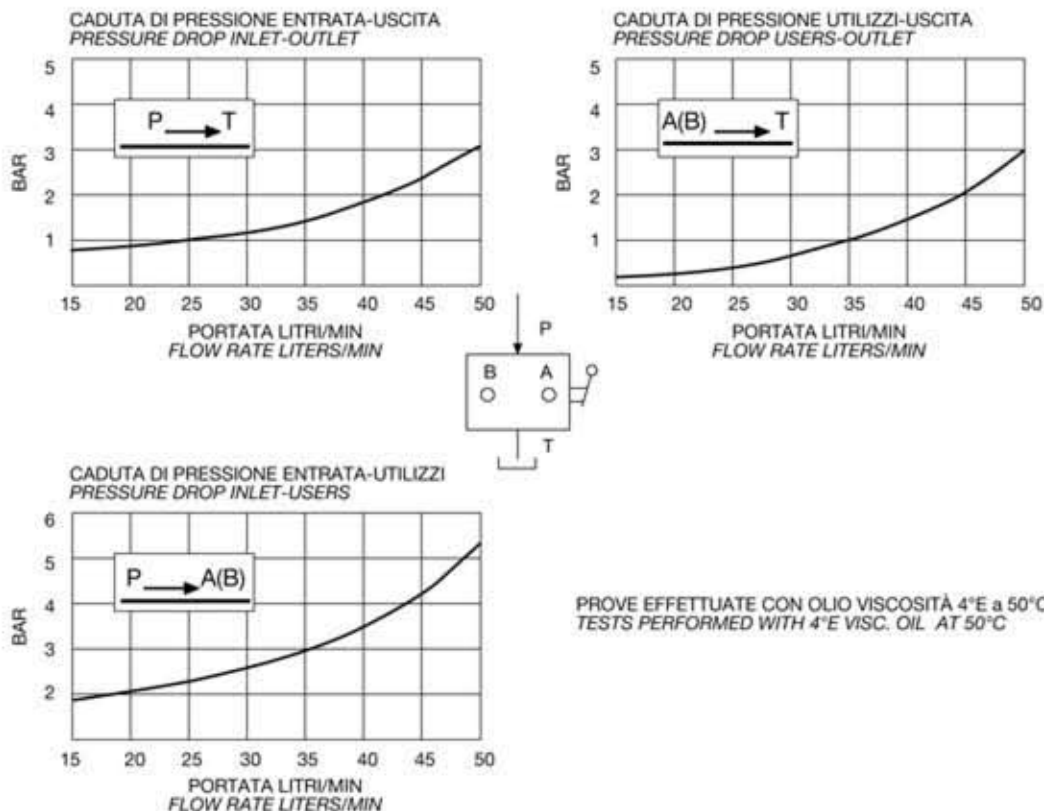 CADUTA DI PRESSIONE ENTRATA-USCITA
PRESSURE DROP INLET-OUTLET
5
4
3
2
1
BAR
P T
15 20 25 30 35 40 45 50
PORTATA LITRI/MIN
FLOW RATE LITERS/MIN
CADUTA DI PRESSIONE UTILIZZI-USCITA
PRESSURE DROP USERS-OUTLET
5
4
3
2
1
BAR
A(B) T
15 20 25 30 35 40 45 50
PORTATA LITRI/MIN
FLOW RATE LITERS/MIN
P
B A
T
CADUTA DI PRESSIONE ENTRATA-UTILIZZI
PRESSURE DROP INLET-USERS
6
5
4
3
2
BAR
P A(B)
15 20 25 30 35 40 45 50
PORTATA LITRI/MIN
FLOW RATE LITERS/MIN
PROVE EFFETTUATE CON OLIO VISCOSITÀ 4°E a 50°C
TESTS PERFORMED WITH 4°E VISC. OIL AT 50°C